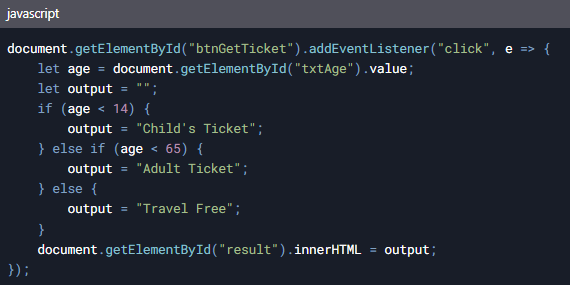 javascript
document.getElementById("btnGetTicket").addEventListener("click", e => {
    let age = document.getElementById("txtAge").value;
    let output = "";
    if (age < 14) {
        output = "Child's Ticket";
    } else if (age < 65) {
        output = "Adult Ticket";
    } else {
        output = "Travel Free";
    }
    document.getElementById("result").innerHTML = output;
});